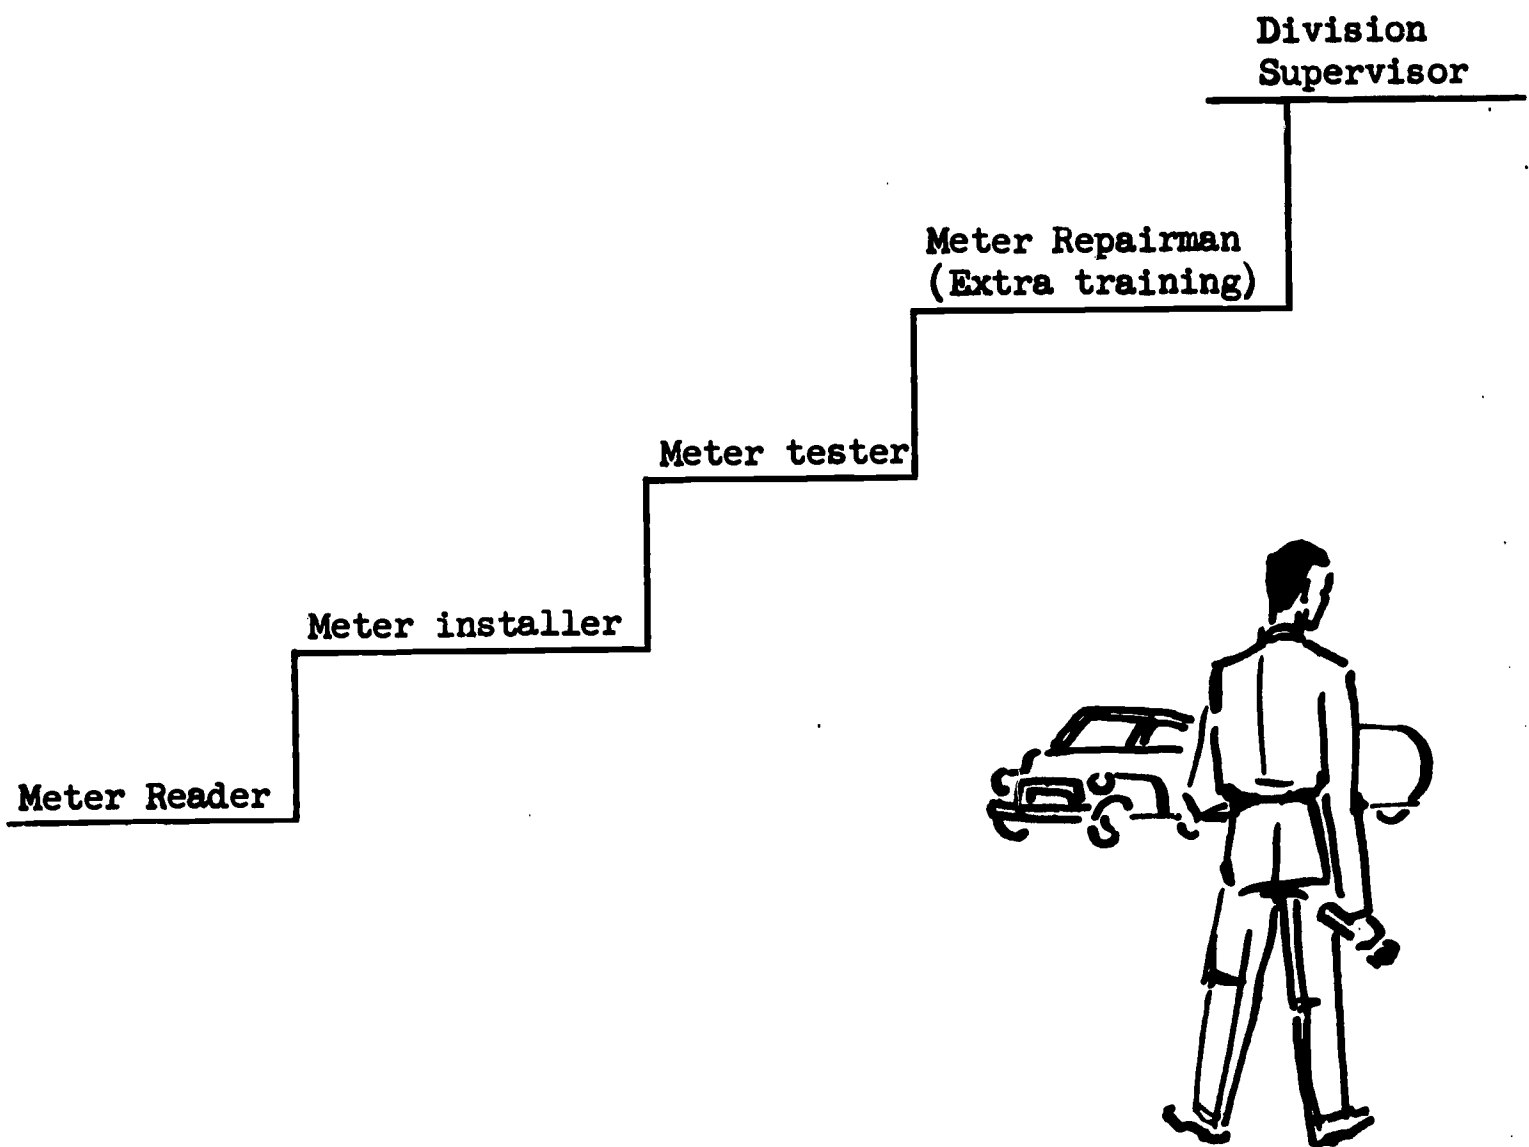 Division
Supervisor
Meter Repairman
(Extra training)
Meter tester
Meter installer
Meter Reader